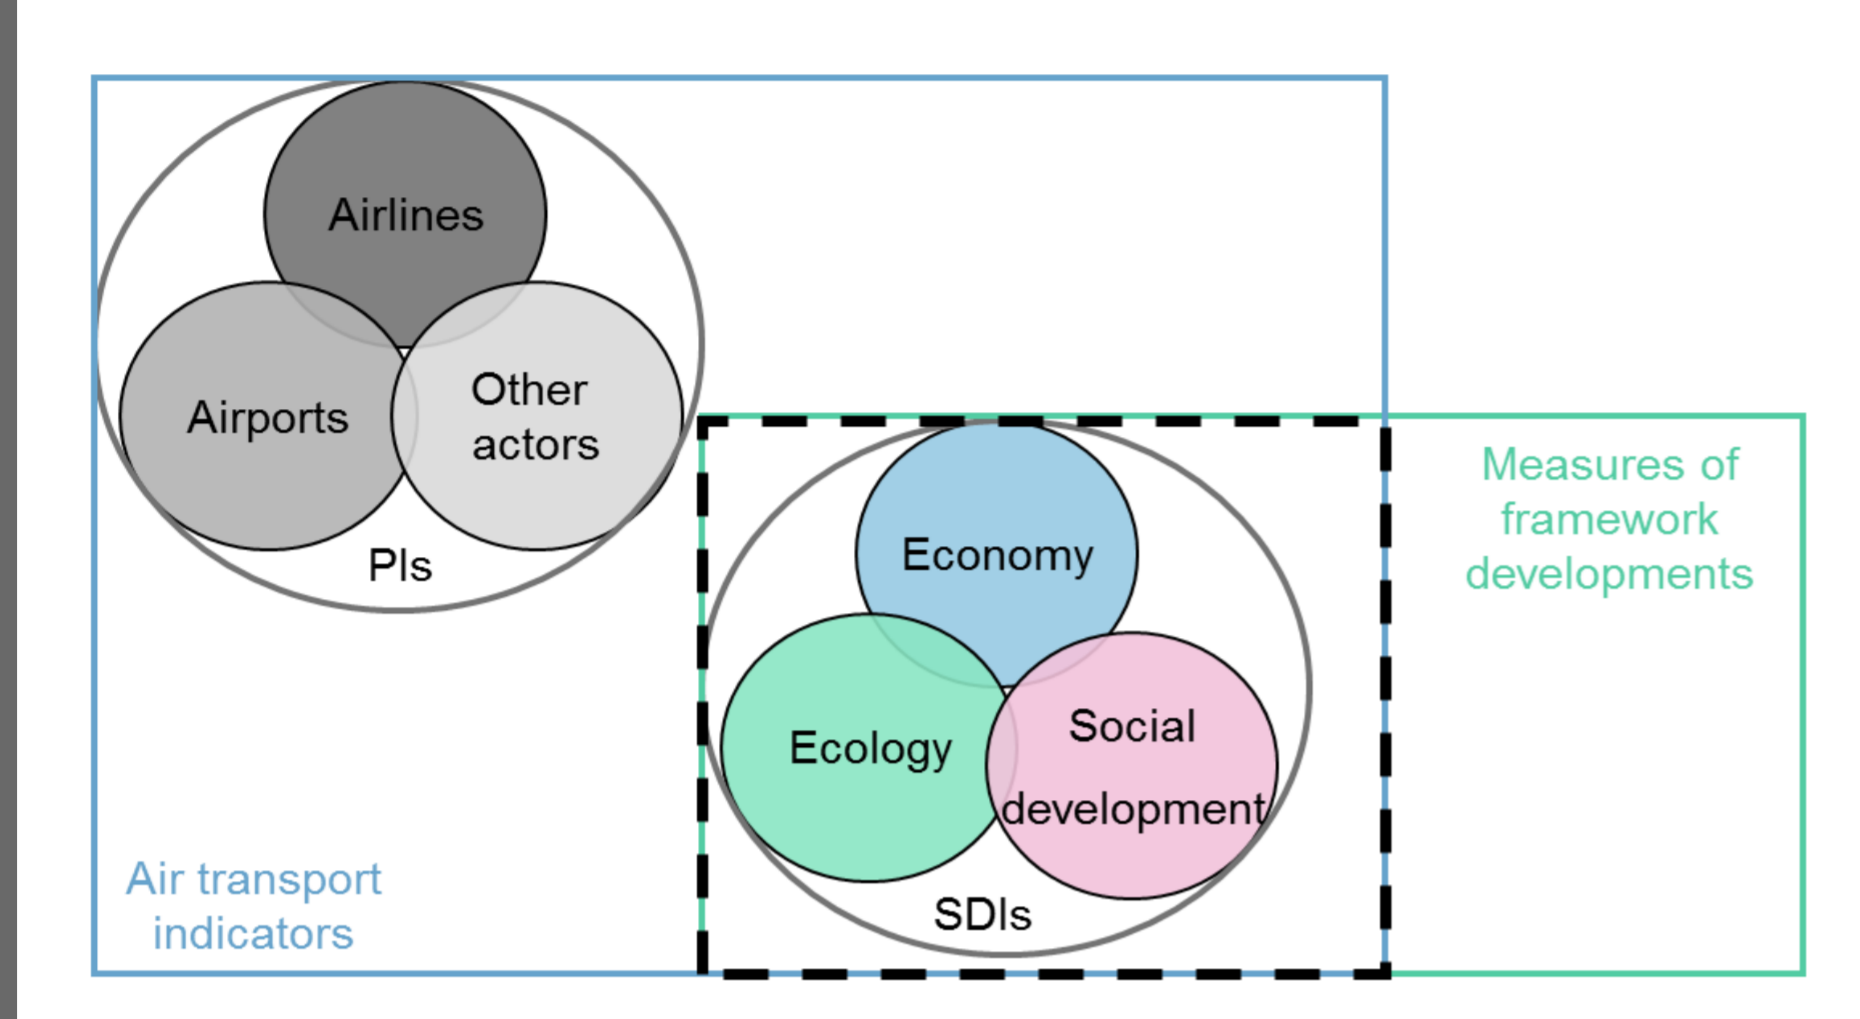 Airlines
Airports
Other
actors
PIs
Measures of
framework
developments
Economy
Ecology
Social
development
SDIs
Air transport
indicators